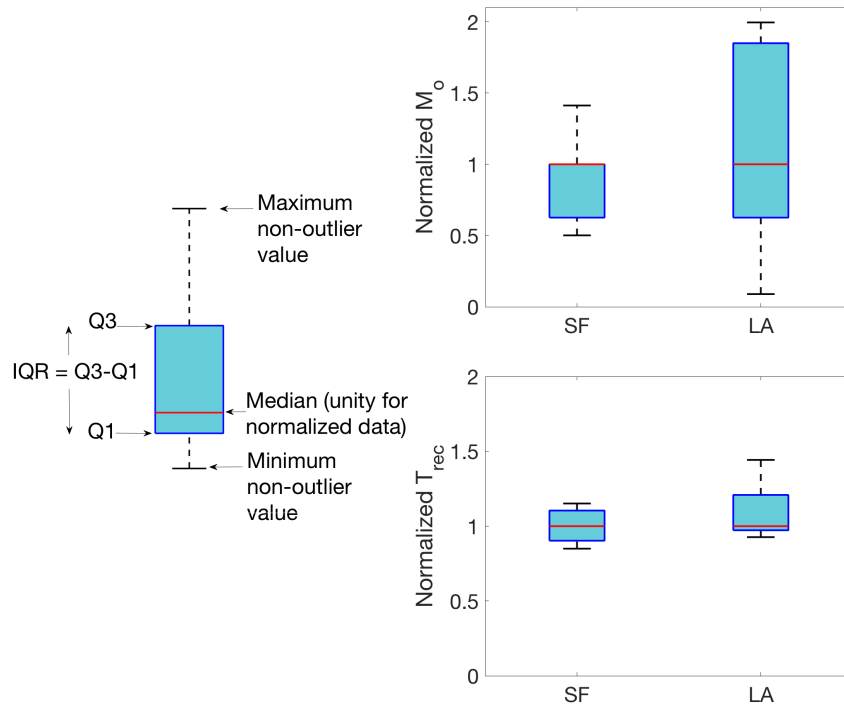 Maximum
non-outlier
value
Q3
IQR = Q3-Q1
Q1
Median (unity for
normalized data)
Minimum
non-outlier
value
Normalized Mo
2
1.5
1
0.5
0
SF
LA
Normalized Trec
2
1.5
1
0.5
0
SF
LA